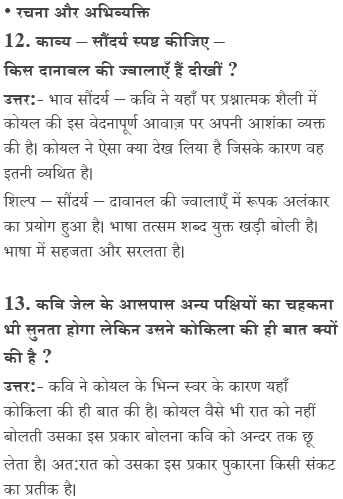 • रचना और अभिव्यक्ति
12. काव्य – सौंदर्य स्पष्ट कीजिए –
किस दानाबल की ज्वालाएँ हैं दीखीं ?
उत्तर:- भाव सौंदर्य – कवि ने यहाँ पर प्रश्नात्मक शैली में
कोयल की इस वेदनापूर्ण आवाज़ पर अपनी आशंका व्यक्त
की है। कोयल ने ऐसा क्या देख लिया है जिसके कारण वह
इतनी व्यथित है।
शिल्प – सौंदर्य – दावानल की ज्वालाएँ में रूपक अलंकार
का प्रयोग हुआ है। भाषा तत्सम शब्द युक्त खड़ी बोली है।
भाषा में सहजता और सरलता है।
13. कवि जेल के आसपास अन्य पक्षियों का चहकना
भी सुनता होगा लेकिन उसने कोकिला की ही बात क्यों
की है ?
उत्तर:- कवि ने कोयल के भिन्न स्वर के कारण यहाँ
कोकिला की ही बात की है। कोयल वैसे भी रात को नहीं
बोलती उसका इस प्रकार बोलना कवि को अन्दर तक छू
लेता है। अत:रात को उसका इस प्रकार पुकारना किसी संकट
का प्रतीक है।